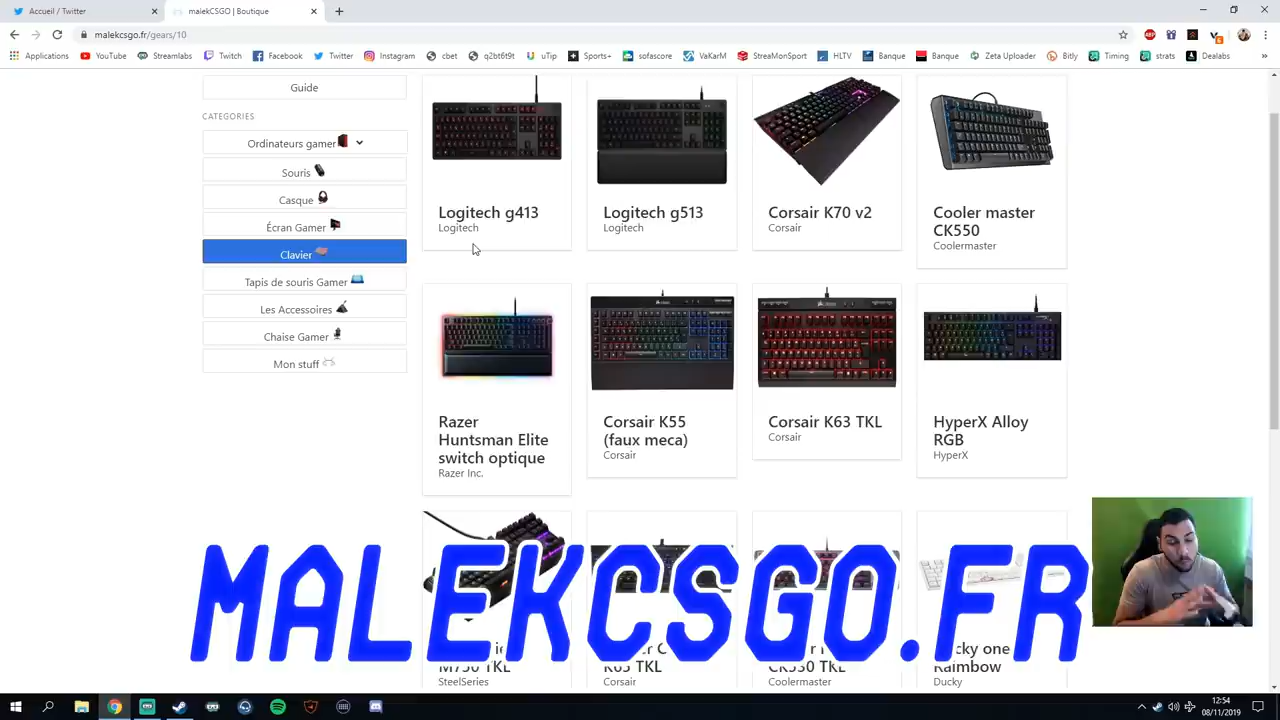 Accueil / Twitter
malekCSGO | Boutique
malekcsgo.fr/gears/10
Applications
Streamlabs
Twitch
Facebook
Twitter
Instagram
cbet
q2bt6t9t
uTip
Sports+
sofascore
VaKarM
StreaMonSport
HLTV
Banque
Banque
Zeta Uploader
Bitly
Timing
strats
Dealabs
Guide
CATEGORIES
Ordinateurs gamer
Souris
Casque
Écran Gamer
Clavier
Tapis de souris Gamer
Les Accessoires
Chaise Gamer
Mon stuff
Logitech g413
Logitech
Logitech g513
Logitech
Corsair K70 v2
Corsair
Cooler master
CK550
Coolermaster
Razer
Huntsman Elite
switch optique
Razer Inc.
Corsair K55
(faux meca)
Corsair
Corsair K63 TKL
Corsair
HyperX Alloy
RGB
HyperX
MALEKCSGO.FR
M750 TKL
SteelSeries
K65 TKL
Corsair
CK530 TKL
Coolermaster
one
Rainbow
Ducky
12:54
08/11/2019